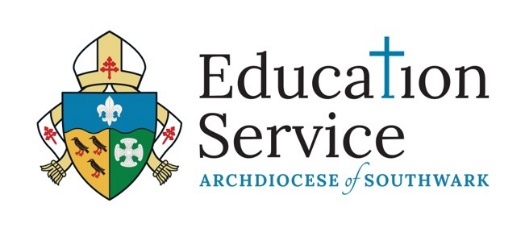 Education
Service
ARCHDIOCESE of SOUTHWARK